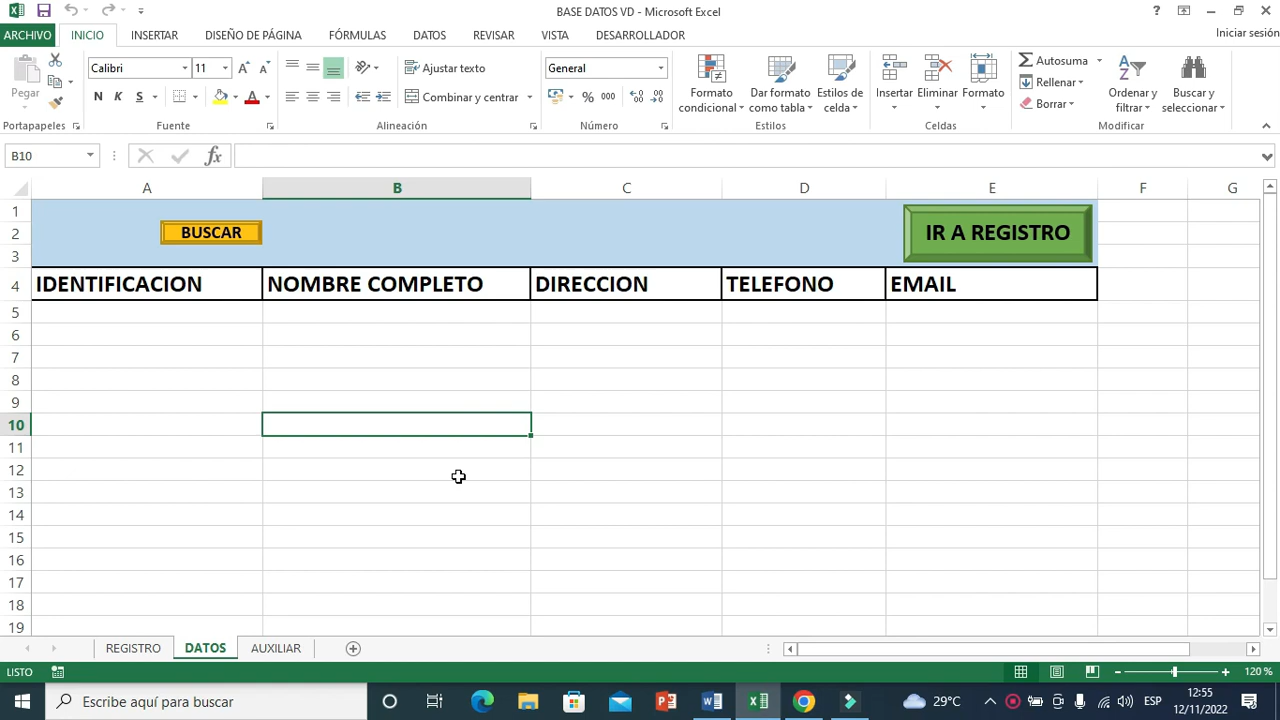 BASE DATOS VD - Microsoft Excel
ARCHIVO INICIO INSERTAR DISEÑO DE PÁGINA FÓRMULAS DATOS REVISAR VISTA DESARROLLADOR Iniciar sesión
Pegar
Calibri 11
N K S
Ajustar texto
Combinar y centrar
General
% 000
Formato condicional
Dar formato como tabla
Estilos de celda
Insertar
Eliminar
Formato
Autosuma
Rellenar
Borrar
Ordenar y filtrar
Buscar y seleccionar
Portapapeles Fuente Alineación Número Estilos Celdas Modificar
B10 fx
A B C D E F G
1
2 BUSCAR IR A REGISTRO
3
4 IDENTIFICACION NOMBRE COMPLETO DIRECCION TELEFONO EMAIL
5
6
7
8
9
10
11
12
13
14
15
16
17
18
19
REGISTRO DATOS AUXILIAR
LISTO 120 %
Escribe aquí para buscar 29°C ESP 12:55
12/11/2022